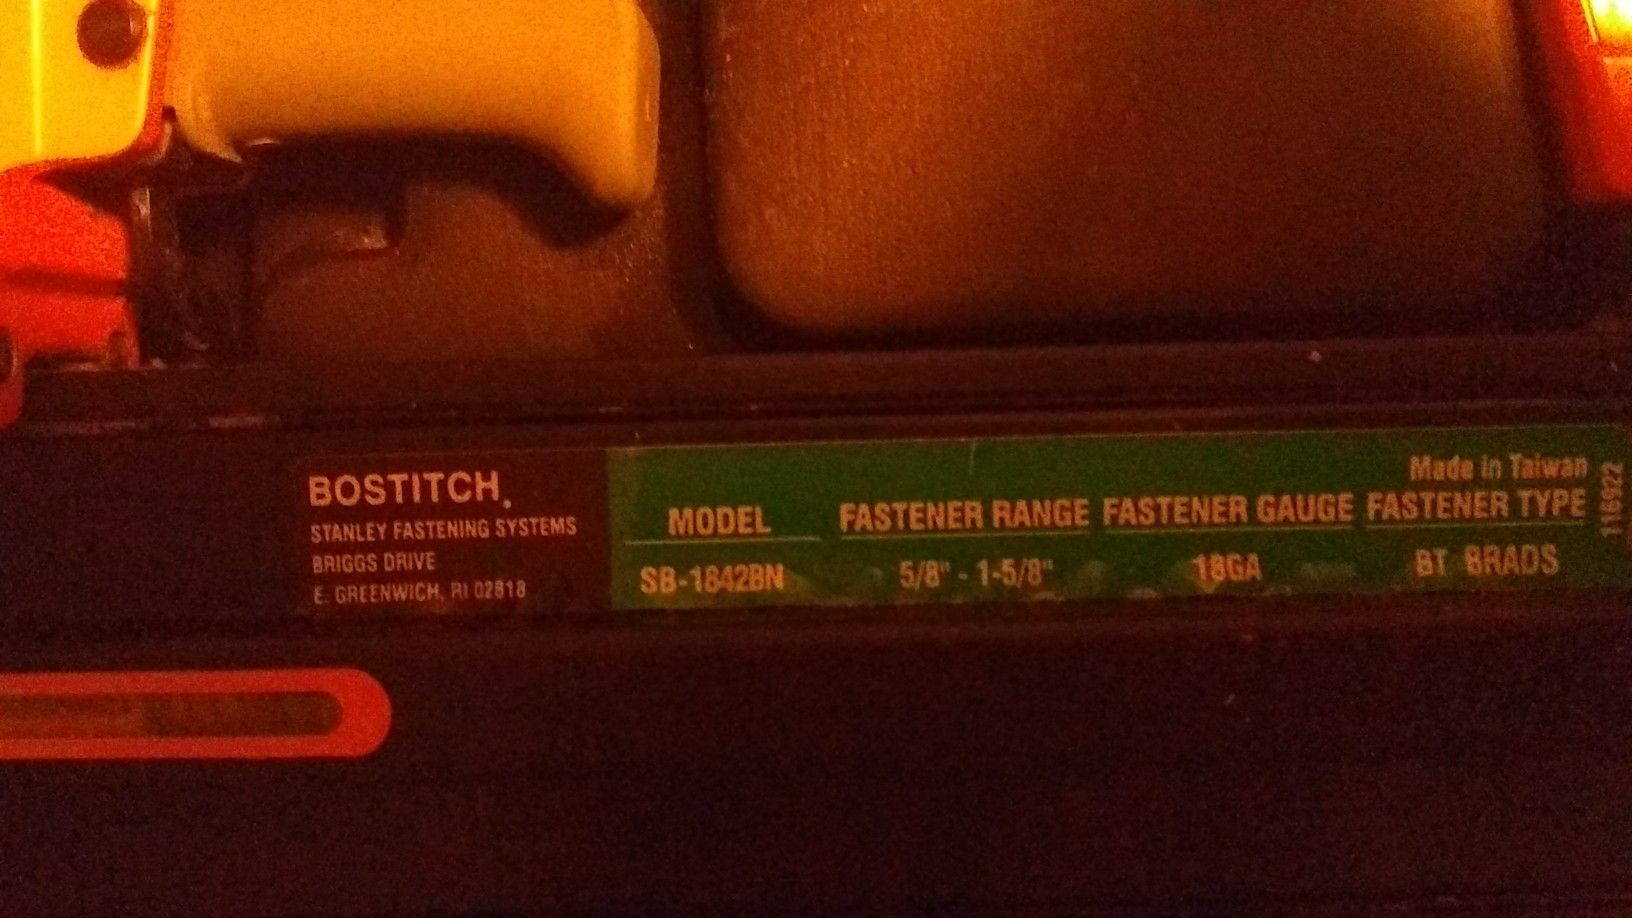 BOSTITCH.
STANLEY FASTENING SYSTEMS
BRIGGS DRIVE
E. GREENWICH, RI 02818
Made in Taiwan
MODEL FASTENER RANGE FASTENER GAUGE FASTENER TYPE
SB-1842BN 5/8" - 1-5/8" 18GA BT BRADS
116922